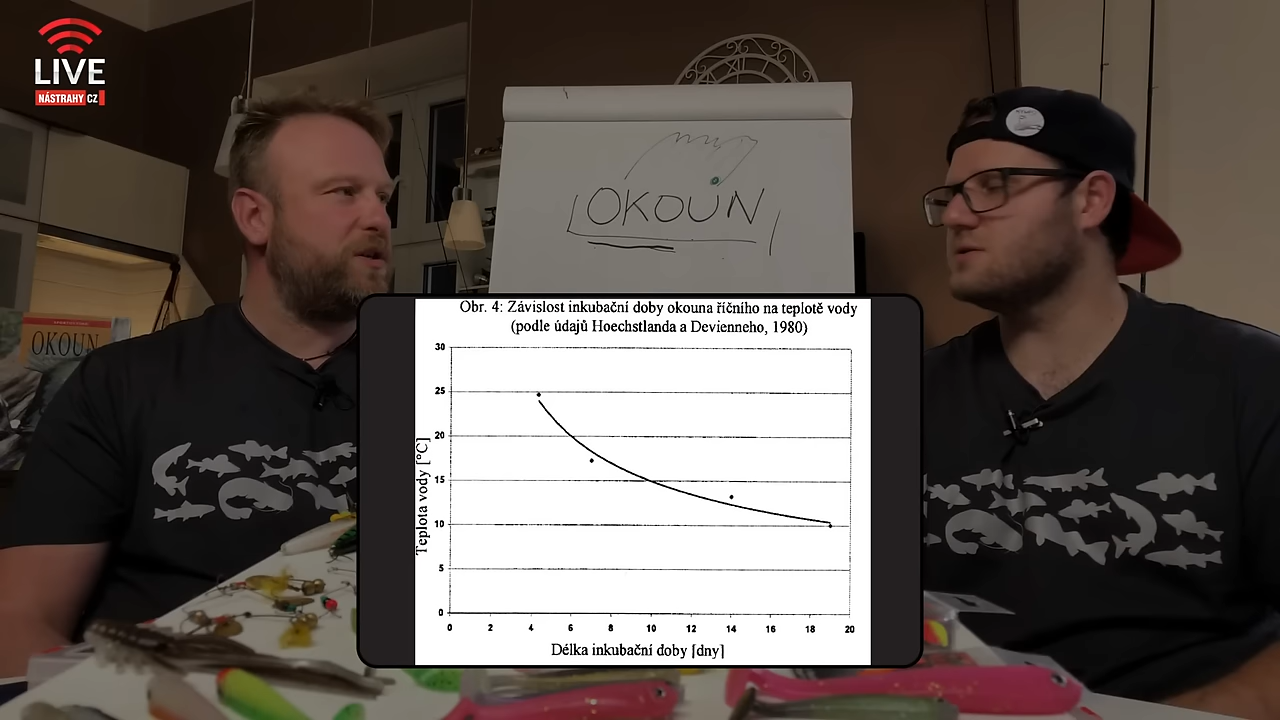 LIVE
NÁSTRAHY CZ
OKOUN
OKOUN
Obr. 4: Závislost inkubační doby okouna říčního na teplotě vody
(podle údajů Hoechstlanda a Devienneho, 1980)
Teplota vody [°C]
30
25
20
15
10
5
0
0 2 4 6 8 10 12 14 16 18 20
Délka inkubační doby [dny]